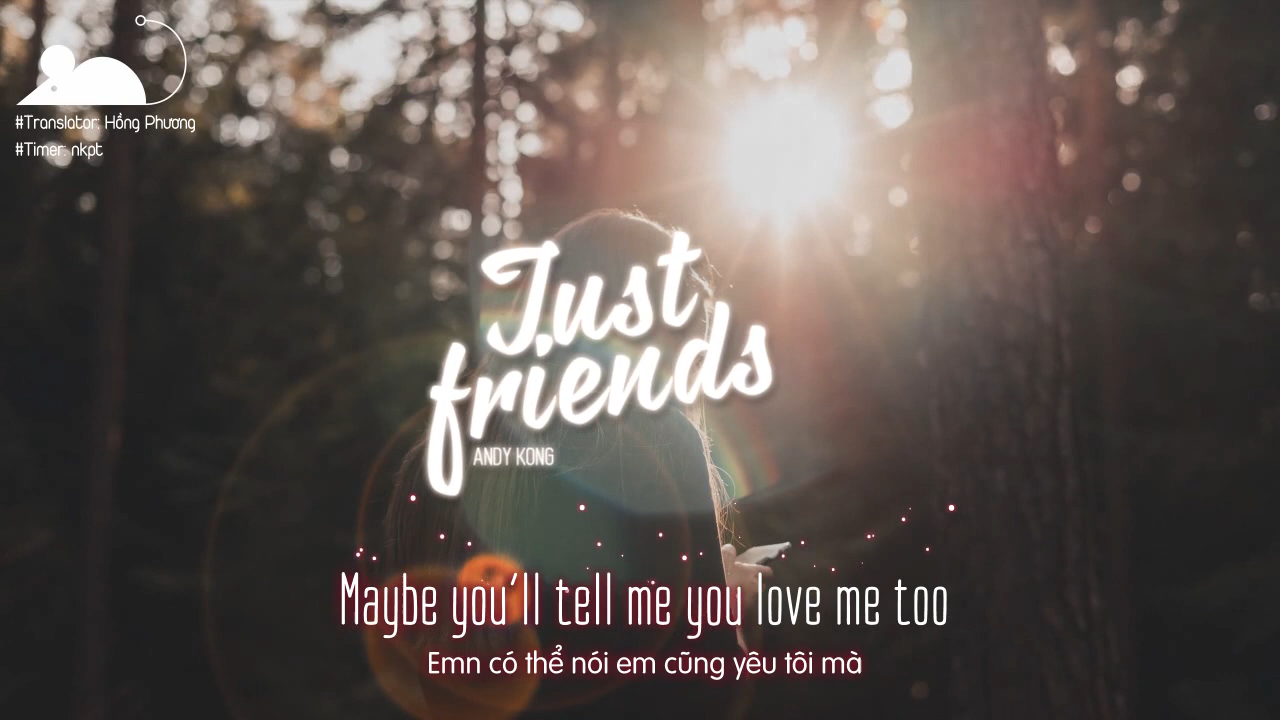 #Translator: Hồng Phương
#Timer: nkpt
Just
friends
ANDY KONG
Maybe you'll tell me you love me too
Emn có thể nói em cũng yêu tôi mà